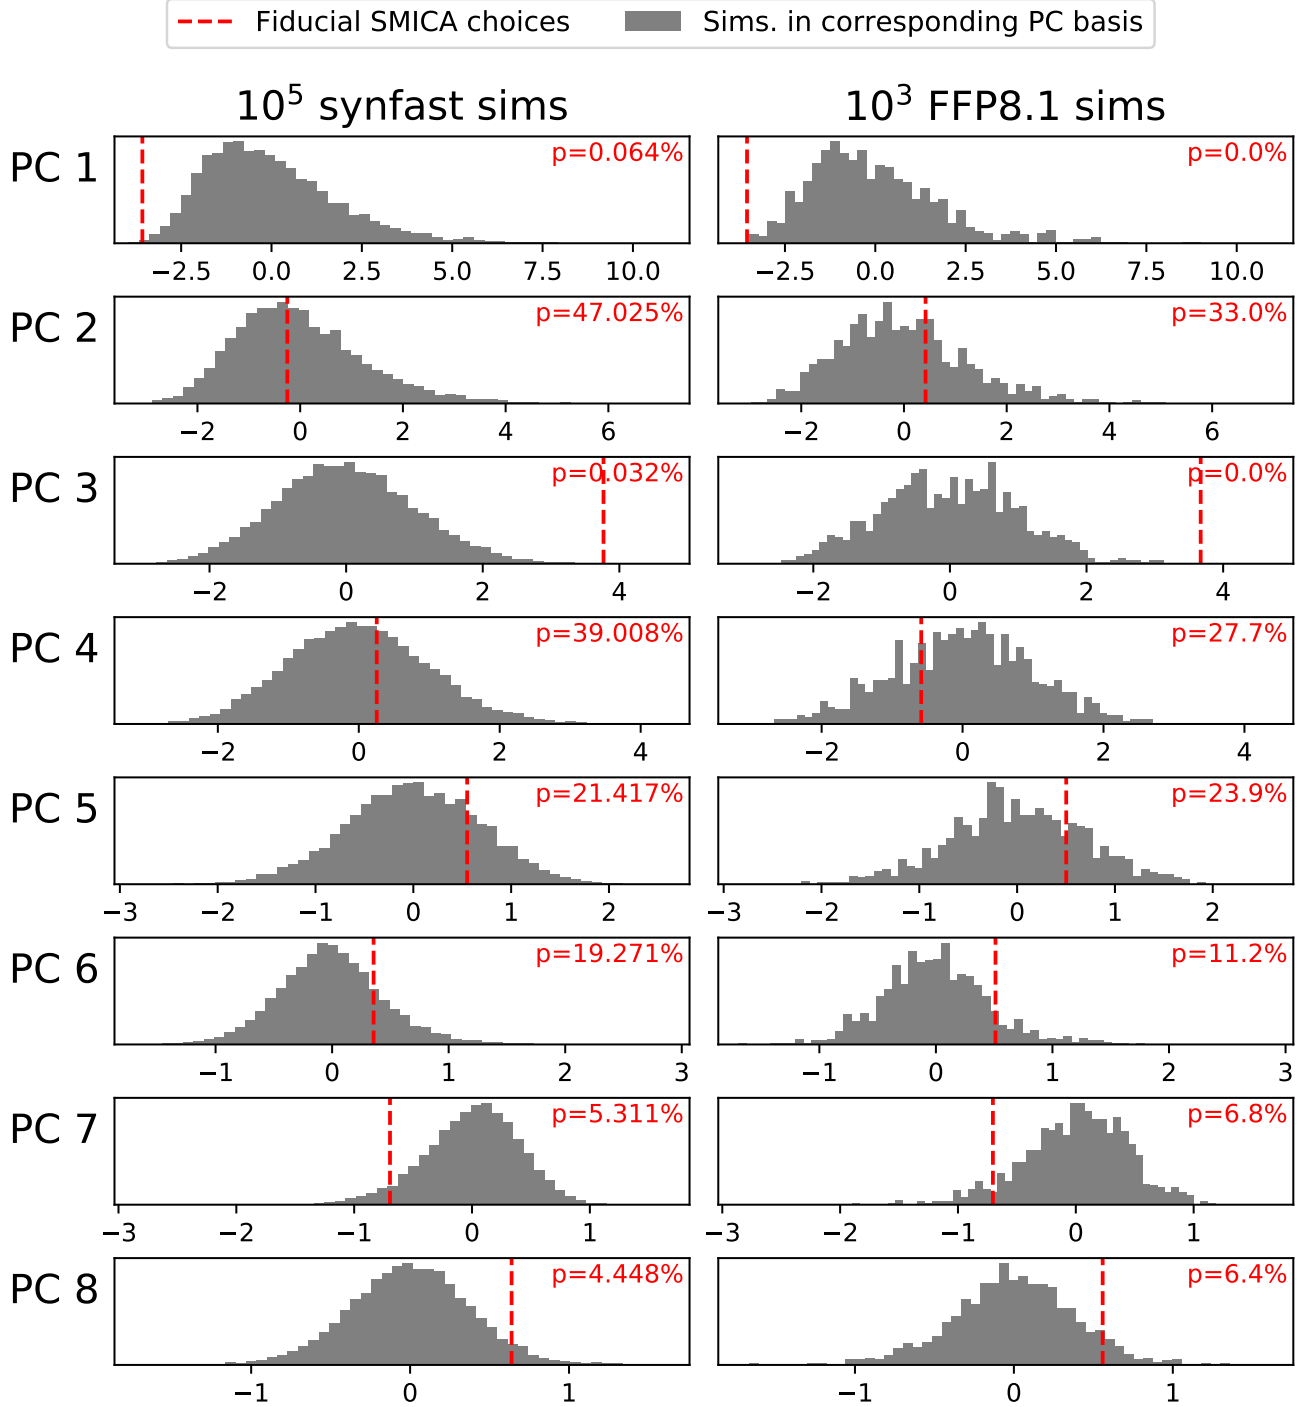 Fiducial SMICA choices Sims. in corresponding PC basis
10⁵ synfast sims 10³ FFP8.1 sims
PC 1 p=0.064% p=0.0%
−2.5 0.0 2.5 5.0 7.5 10.0 −2.5 0.0 2.5 5.0 7.5 10.0
PC 2 p=47.025% p=33.0%
−2 0 2 4 6 −2 0 2 4 6
PC 3 p=0.032% p=0.0%
−2 0 2 4 −2 0 2 4
PC 4 p=39.008% p=27.7%
−2 0 2 4 −2 0 2 4
PC 5 p=21.417% p=23.9%
−3 −2 −1 0 1 2 −3 −2 −1 0 1 2
PC 6 p=19.271% p=11.2%
−1 0 1 2 3 −1 0 1 2 3
PC 7 p=5.311% p=6.8%
−3 −2 −1 0 1 −3 −2 −1 0 1
PC 8 p=4.448% p=6.4%
−1 0 1 −1 0 1